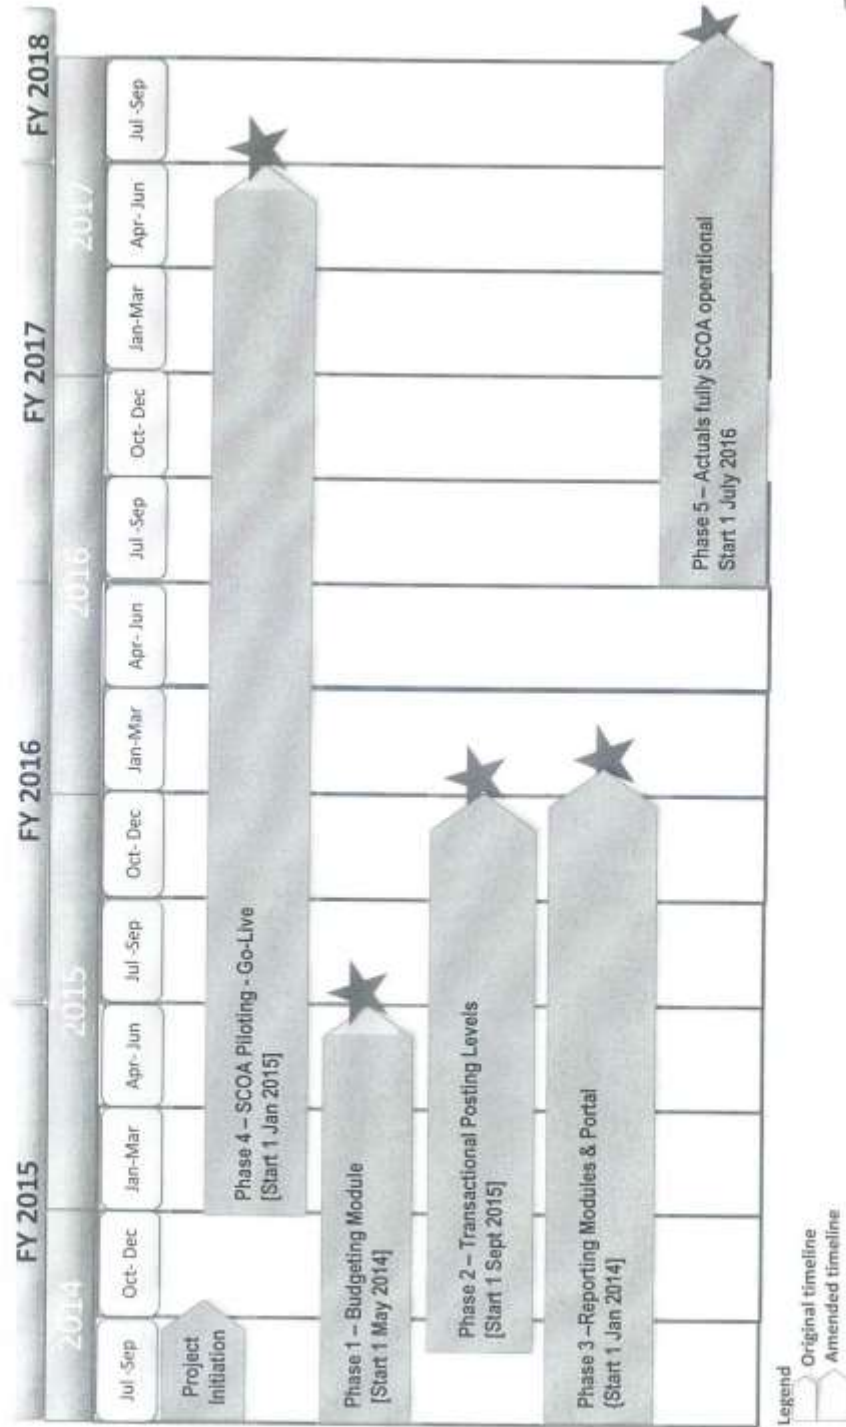 FY 2015
FY 2016
FY 2017
FY 2018
2014
2015
2016
2017
Jul -Sep
Oct- Dec
Jan-Mar
Apr- Jun
Jul -Sep
Oct- Dec
Jan-Mar
Apr- Jun
Jul -Sep
Oct- Dec
Jan-Mar
Apr- Jun
Jul -Sep
Project
Initiation
Phase 4 – SCOA Piloting - Go-Live
[Start 1 Jan 2015]
Phase 1 – Budgeting Module
[Start 1 May 2014]
Phase 2 – Transactional Posting Levels
[Start 1 Sept 2015]
Phase 3 –Reporting Modules & Portal
{Start 1 Jan 2014]
Phase 5 – Actuals fully SCOA operational
Start 1 July 2016
Legend
Original timeline
Amended timeline